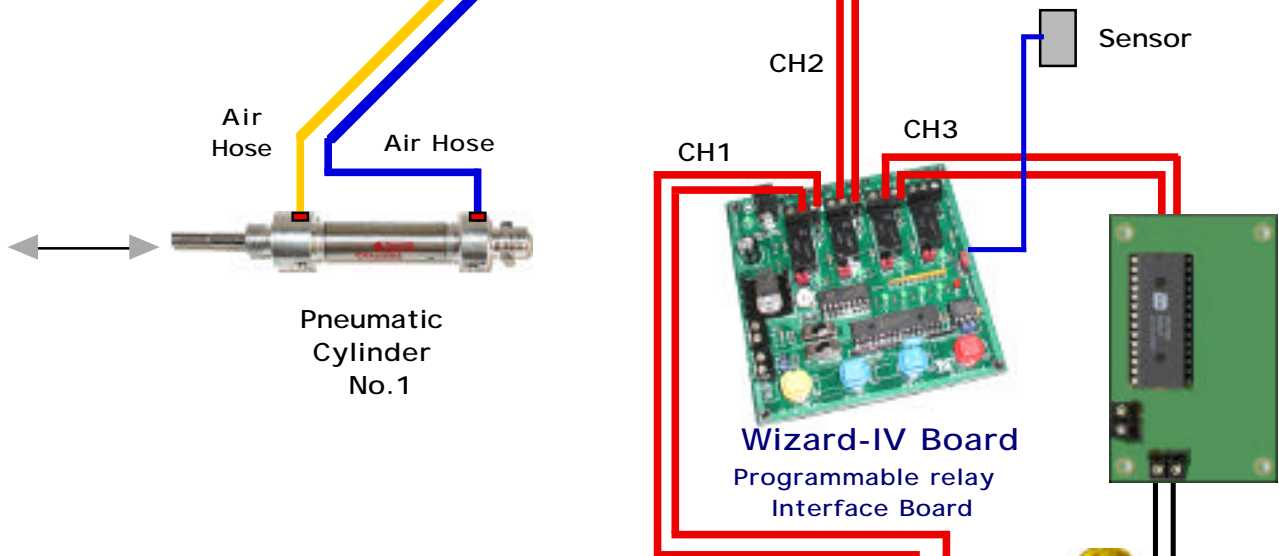 Sensor
CH2
Air
Hose
Air Hose
CH1
CH3
Pneumatic
Cylinder
No.1
Wizard-IV Board
Programmable relay
Interface Board